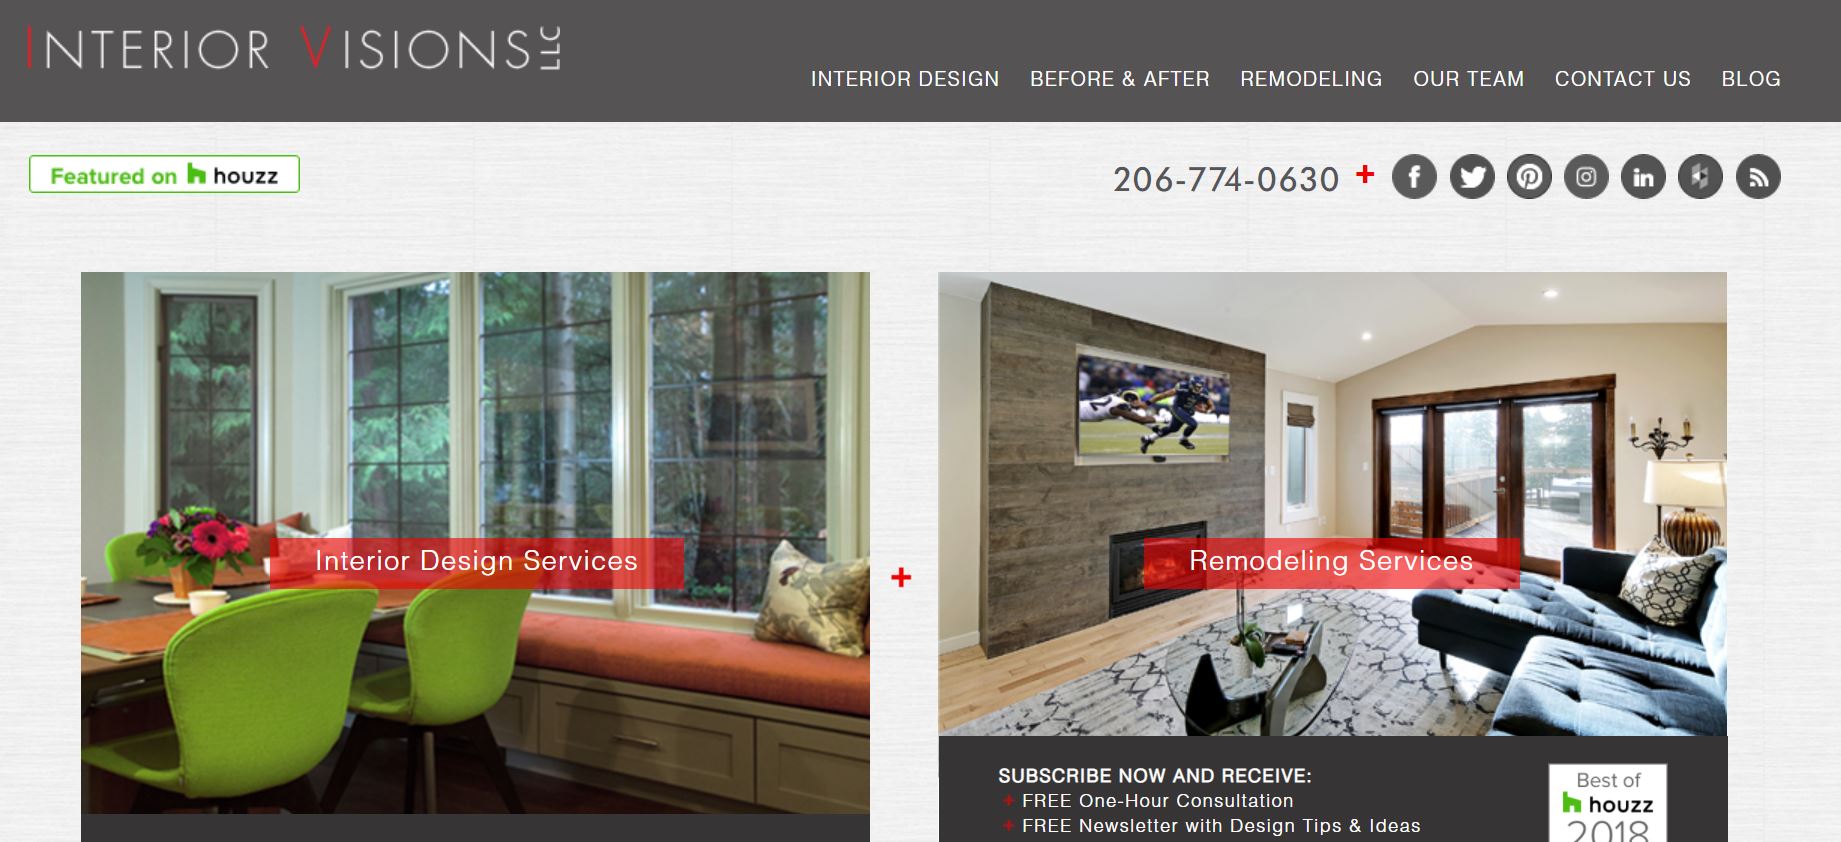 INTERIOR VISIONS LLC
INTERIOR DESIGN BEFORE & AFTER REMODELING OUR TEAM CONTACT US BLOG
Featured on houzz
206-774-0630 +
Interior Design Services
+
Remodeling Services
SUBSCRIBE NOW AND RECEIVE:
+ FREE One-Hour Consultation
+ FREE Newsletter with Design Tips & Ideas
Best of
houzz
2018